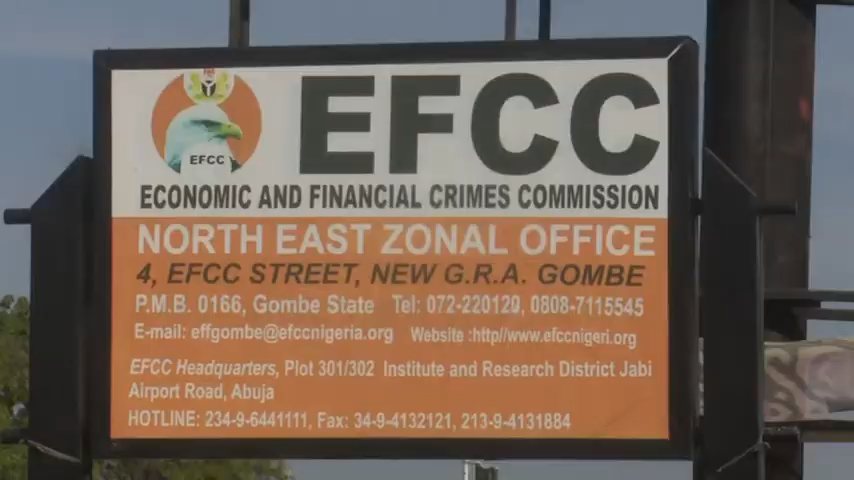 EFCC
EFCC
ECONOMIC AND FINANCIAL CRIMES COMMISSION
NORTH EAST ZONAL OFFICE
4, EFCC STREET, NEW G.R.A. GOMBE
P.M.B. 0166, Gombe State Tel: 072-220120, 0808-7115545
E-mail: effgombe@efccnigeria.org Website :http//www.efccnigeri.org
EFCC Headquarters, Plot 301/302 Institute and Research District Jabi
Airport Road, Abuja
HOTLINE: 234-9-6441111, Fax: 34-9-4132121, 213-9-4131884